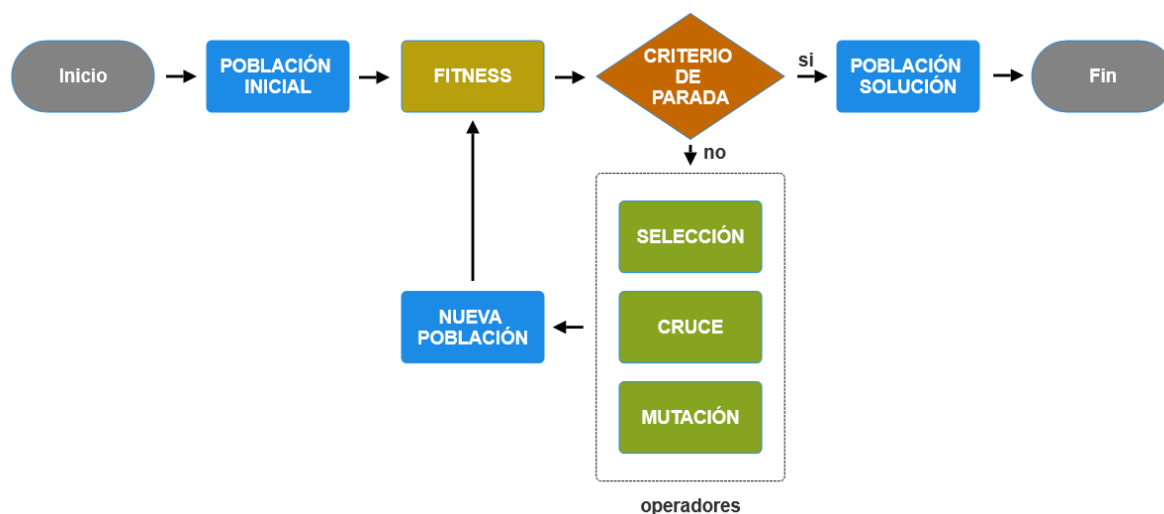 Inicio
POBLACIÓN
INICIAL
FITNESS
CRITERIO
DE
PARADA
si
POBLACIÓN
SOLUCIÓN
Fin
no
SELECCIÓN
CRUCE
MUTACIÓN
NUEVA
POBLACIÓN
operadores